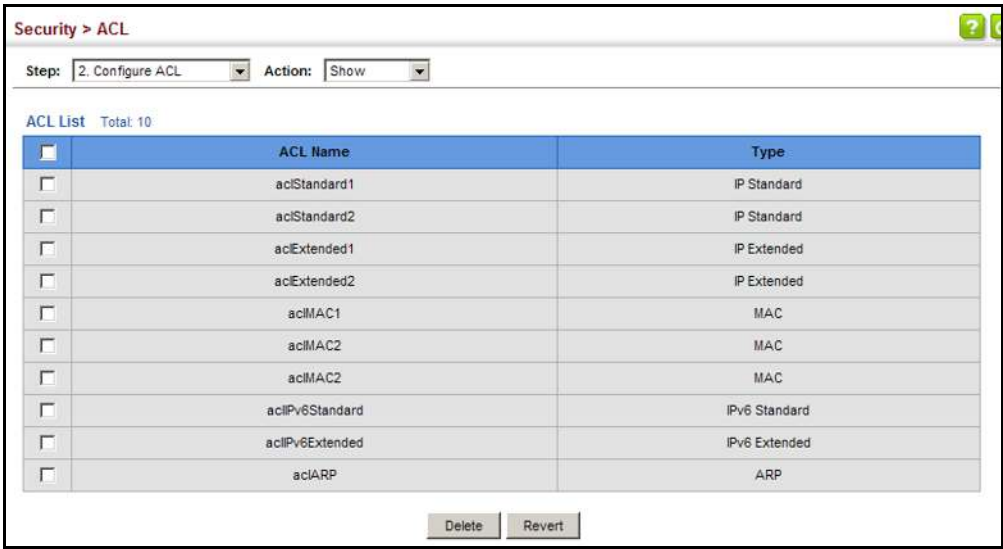 Security > ACL
?
Step: 2. Configure ACL Action: Show
ACL List Total: 10
ACL Name Type
aclStandard1 IP Standard
aclStandard2 IP Standard
aclExtended1 IP Extended
aclExtended2 IP Extended
aclMAC1 MAC
aclMAC2 MAC
aclMAC2 MAC
aclIPv6Standard IPv6 Standard
aclIPv6Extended IPv6 Extended
aclARP ARP
Delete Revert